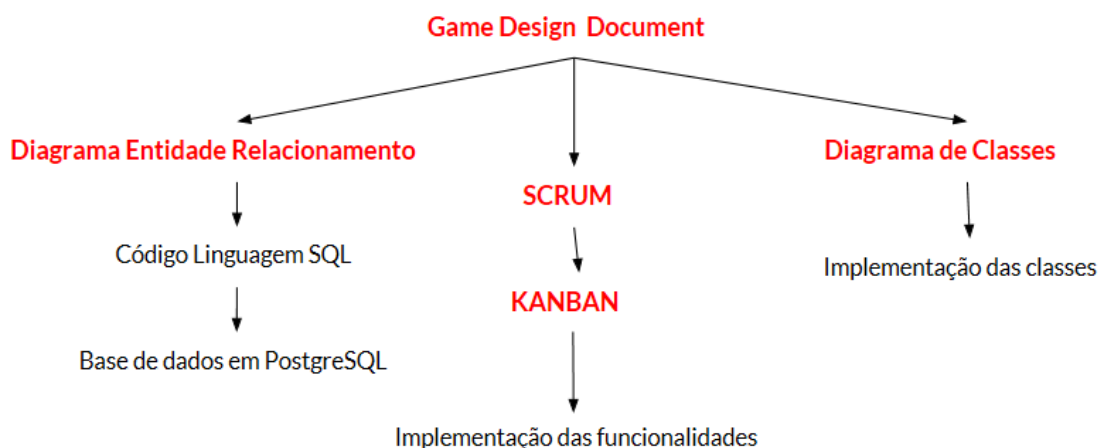 Game Design Document
Diagrama Entidade Relacionamento
Diagrama de Classes
SCRUM
Código Linguagem SQL
Implementação das classes
KANBAN
Base de dados em PostgreSQL
Implementação das funcionalidades